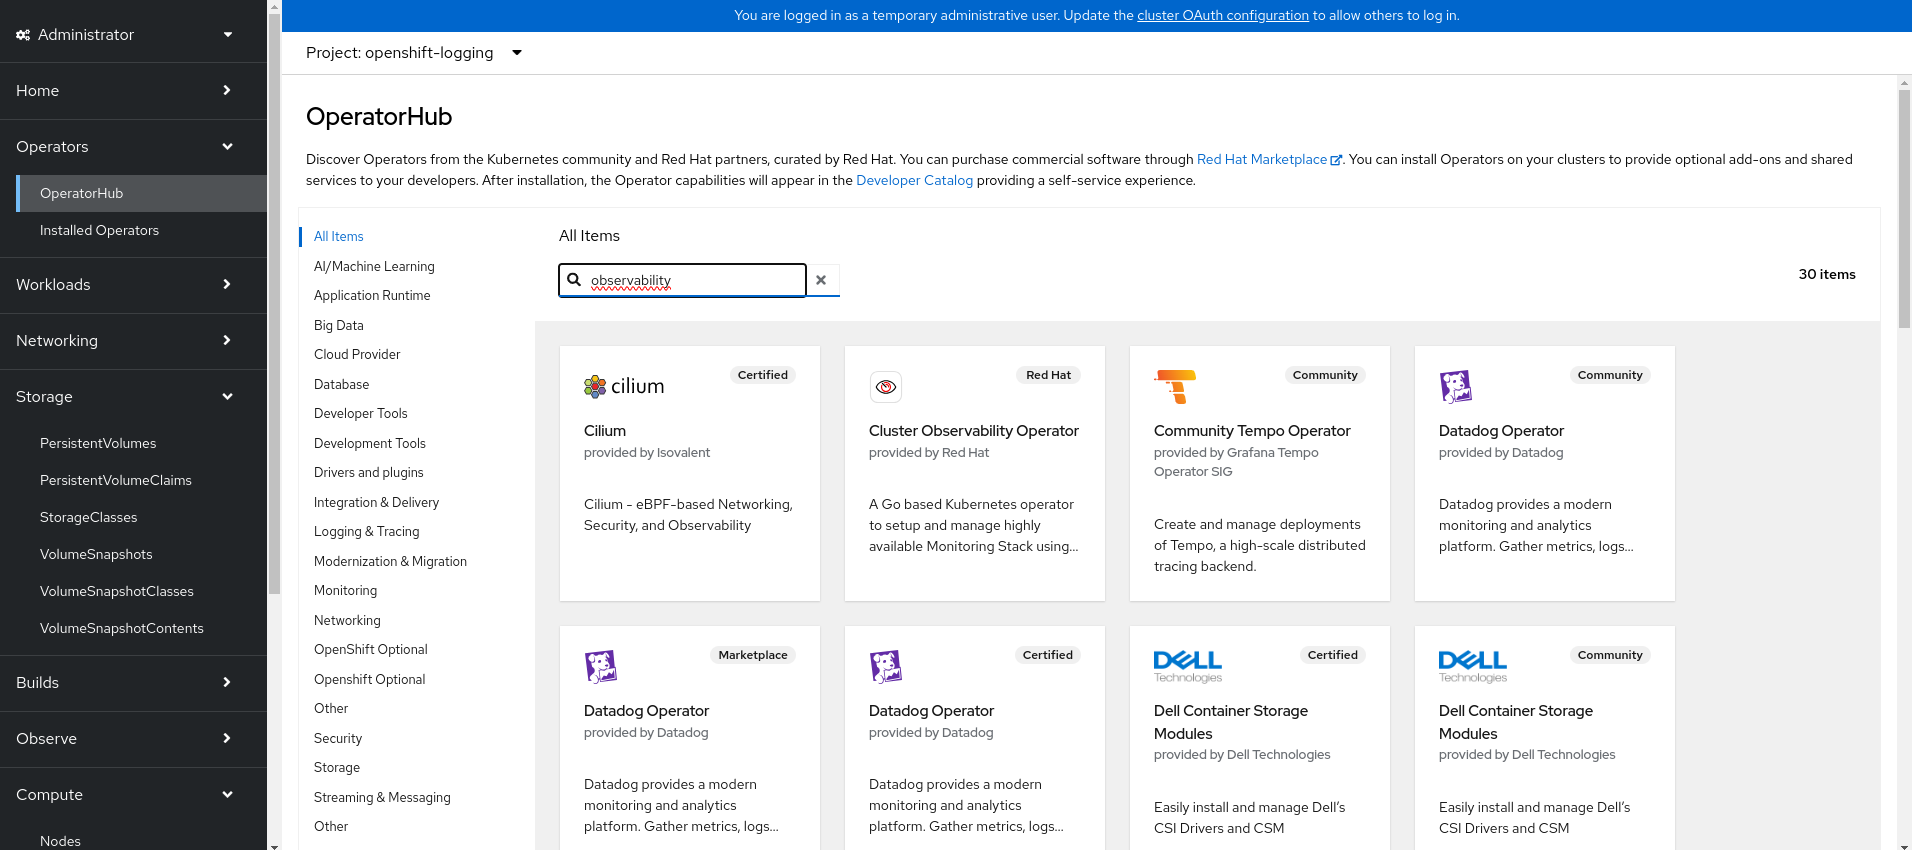 You are logged in as a temporary administrative user. Update the cluster OAuth configuration to allow others to log in.
Administrator
Home
Operators
OperatorHub
Installed Operators
Workloads
Networking
Storage
PersistentVolumes
PersistentVolumeClaims
StorageClasses
VolumeSnapshots
VolumeSnapshotClasses
VolumeSnapshotContents
Builds
Observe
Compute
Nodes
Project: openshift-logging
OperatorHub
Discover Operators from the Kubernetes community and Red Hat partners, curated by Red Hat. You can purchase commercial software through Red Hat Marketplace. You can install Operators on your clusters to provide optional add-ons and shared
services to your developers. After installation, the Operator capabilities will appear in the Developer Catalog providing a self-service experience.
All Items
AI/Machine Learning
Application Runtime
Big Data
Cloud Provider
Database
Developer Tools
Development Tools
Drivers and plugins
Integration & Delivery
Logging & Tracing
Modernization & Migration
Monitoring
Networking
OpenShift Optional
Openshift Optional
Other
Security
Storage
Streaming & Messaging
Other
All Items
observability
30 items
cilium
Certified
Cilium
provided by Isovalent
Cilium - eBPF-based Networking,
Security, and Observability
Red Hat
Cluster Observability Operator
provided by Red Hat
A Go based Kubernetes operator
to setup and manage highly
available Monitoring Stack using...
Community
Community Tempo Operator
provided by Grafana Tempo
Operator SIG
Create and manage deployments
of Tempo, a high-scale distributed
tracing backend.
Community
Datadog Operator
provided by Datadog
Datadog provides a modern
monitoring and analytics
platform. Gather metrics, logs...
Marketplace
Datadog Operator
provided by Datadog
Datadog provides a modern
monitoring and analytics
platform. Gather metrics, logs...
Certified
Datadog Operator
provided by Datadog
Datadog provides a modern
monitoring and analytics
platform. Gather metrics, logs...
DELL
Technologies
Certified
Dell Container Storage
Modules
provided by Dell Technologies
Easily install and manage Dell's
CSI Drivers and CSM
DELL
Technologies
Community
Dell Container Storage
Modules
provided by Dell Technologies
Easily install and manage Dell's
CSI Drivers and CSM